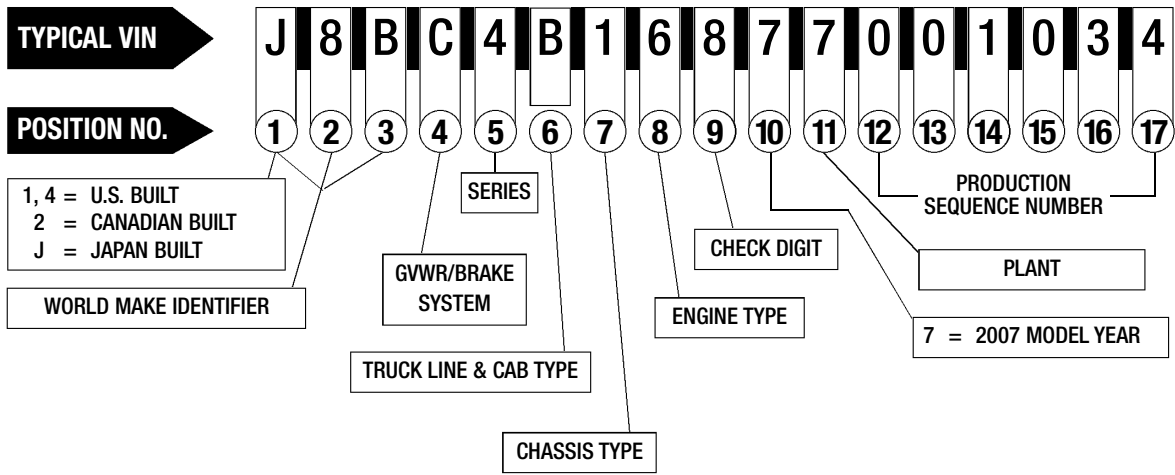 TYPICAL VIN
J 8 B C 4 B 1 6 8 7 7 0 0 1 0 3 4
POSITION NO.
1 2 3 4 5 6 7 8 9 10 11 12 13 14 15 16 17
1, 4 = U.S. BUILT
2 = CANADIAN BUILT
J = JAPAN BUILT
WORLD MAKE IDENTIFIER
GVWR/BRAKE
SYSTEM
SERIES
TRUCK LINE & CAB TYPE
CHASSIS TYPE
ENGINE TYPE
CHECK DIGIT
7 = 2007 MODEL YEAR
PLANT
PRODUCTION
SEQUENCE NUMBER